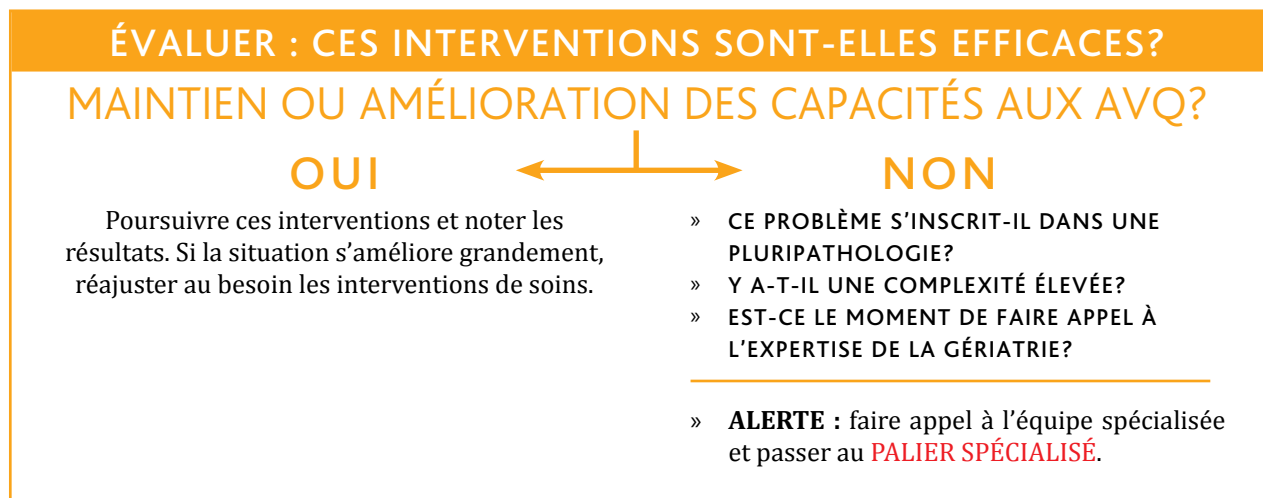 ÉVALUER : CES INTERVENTIONS SONT-ELLES EFFICACES?
MAINTIEN OU AMÉLIORATION DES CAPACITÉS AUX AVQ?
OUI
Poursuivre ces interventions et noter les
résultats. Si la situation s’améliore grandement,
réajuster au besoin les interventions de soins.
NON
» CE PROBLÈME S’INSCRIT-IL DANS UNE
PLURIPATHOLOGIE?
» Y A-T-IL UNE COMPLEXITÉ ÉLEVÉE?
» EST-CE LE MOMENT DE FAIRE APPEL À
L’EXPERTISE DE LA GÉRIATRIE?
» ALERTE : faire appel à l’équipe spécialisée
et passer au PALIER SPÉCIALISÉ.